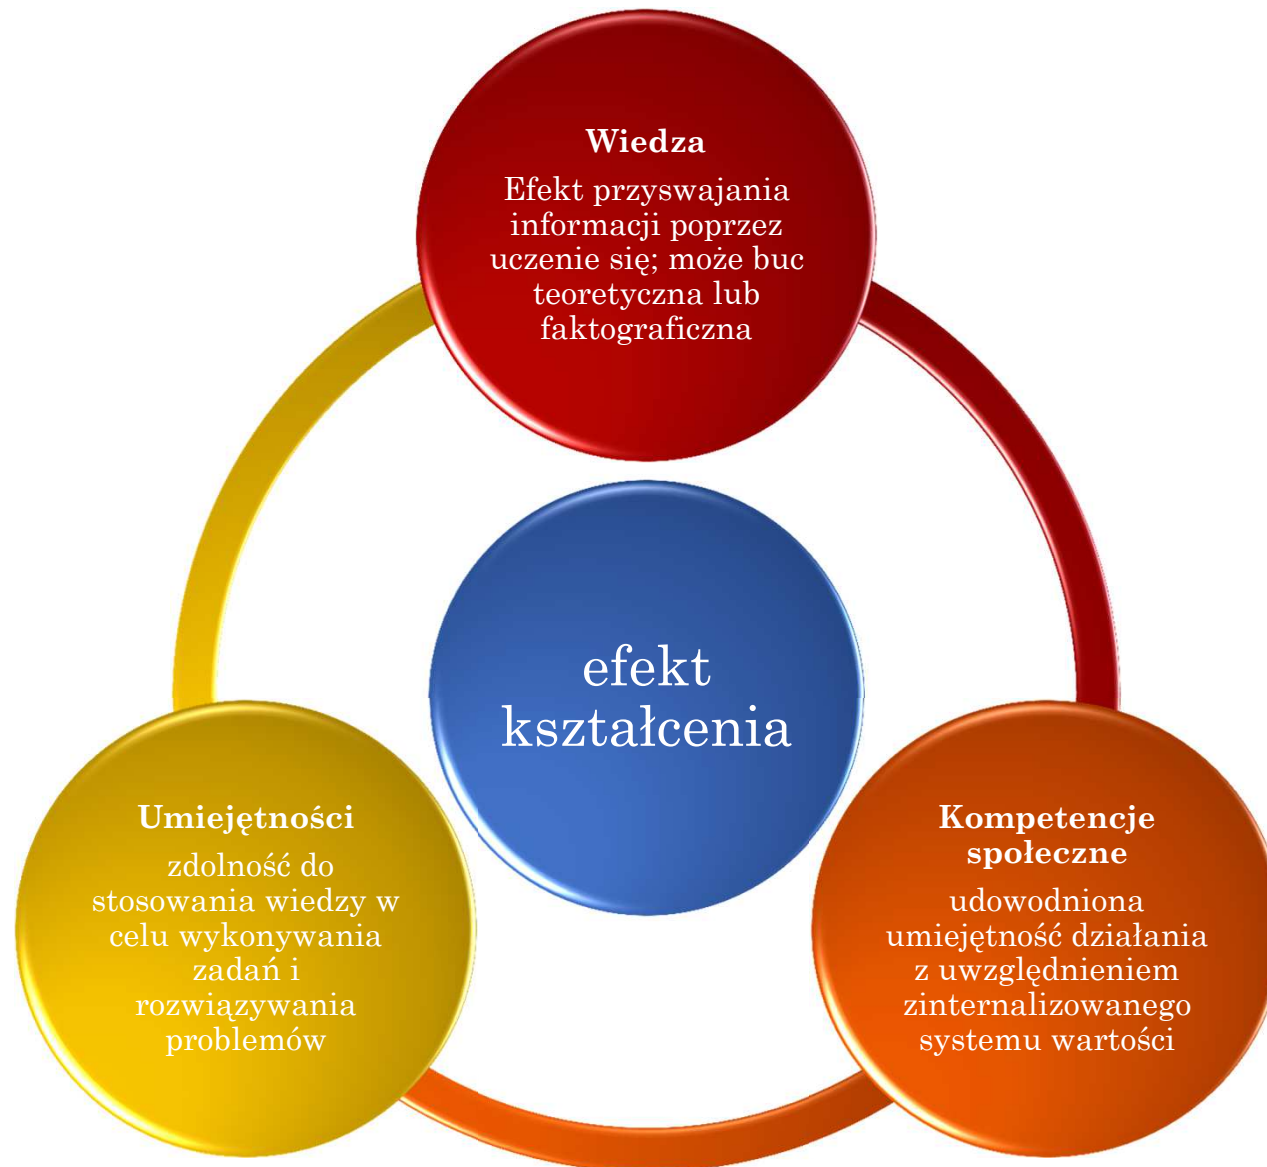 Wiedza
Efekt przyswajania
informacji poprzez
uczenie się; może buc
teoretyczna lub
faktograficzna
efekt
kształcenia
Umiejętności
zdolność do
stosowania wiedzy w
celu wykonywania
zadań i
rozwiązywania
problemów
Kompetencje
społeczne
udowodniona
umiejętność działania
z uwzględnieniem
zinternalizowanego
systemu wartości